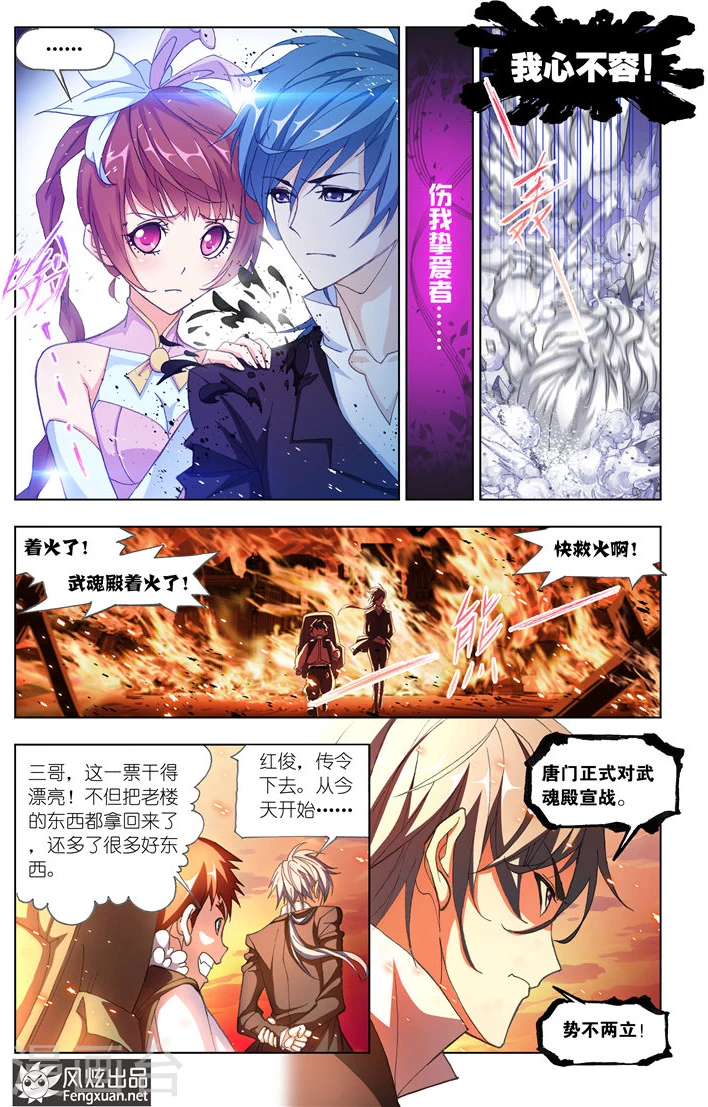 ……
伤我挚爱者……
我心不容！
轰
着火了！
武魂殿着火了！
快救火啊！
熊
三哥，这一票干得
漂亮！不但把老楼
的东西都拿回来了
，还多了很多好东
西。
红俊，传令
下去。从今
天开始……
唐门正式对武
魂殿宣战。
势不两立！
漫画台
风炫出品
Fengxuan.net